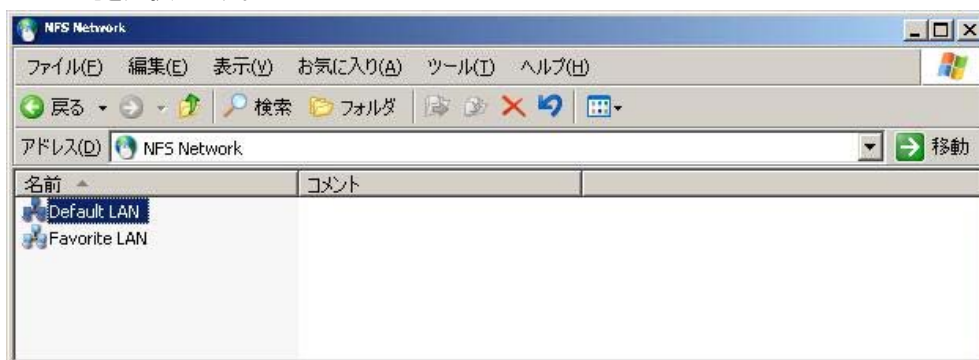 NFS Network
ファイル(F) 編集(E) 表示(V) お気に入り(A) ツール(T) ヘルプ(H)
戻る 検索 フォルダ
アドレス(D) NFS Network 移動
名前 コメント
Default LAN
Favorite LAN